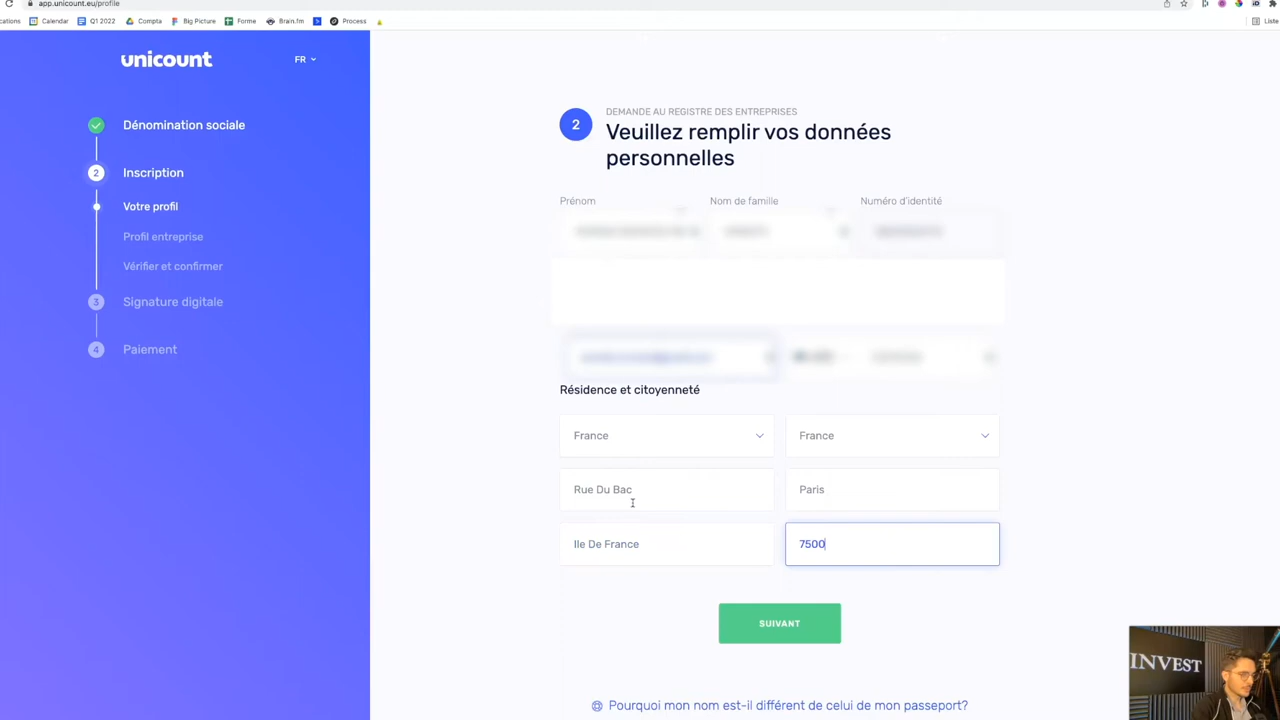 app.unicount.eu/profile
cations
Calendar
Q1 2022
Compta
Big Picture
Forme
Brain.fm
Process
Liste
unicount
FR
Dénomination sociale
2
Inscription
Votre profil
Profil entreprise
Vérifier et confirmer
3
Signature digitale
4
Paiement
2
DEMANDE AU REGISTRE DES ENTREPRISES
Veuillez remplir vos données
personnelles
Prénom
Nom de famille
Numéro d'identité
Résidence et citoyenneté
France
France
Rue Du Bac
Paris
Ile De France
7500
SUIVANT
Pourquoi mon nom est-il différent de celui de mon passeport?
INVEST